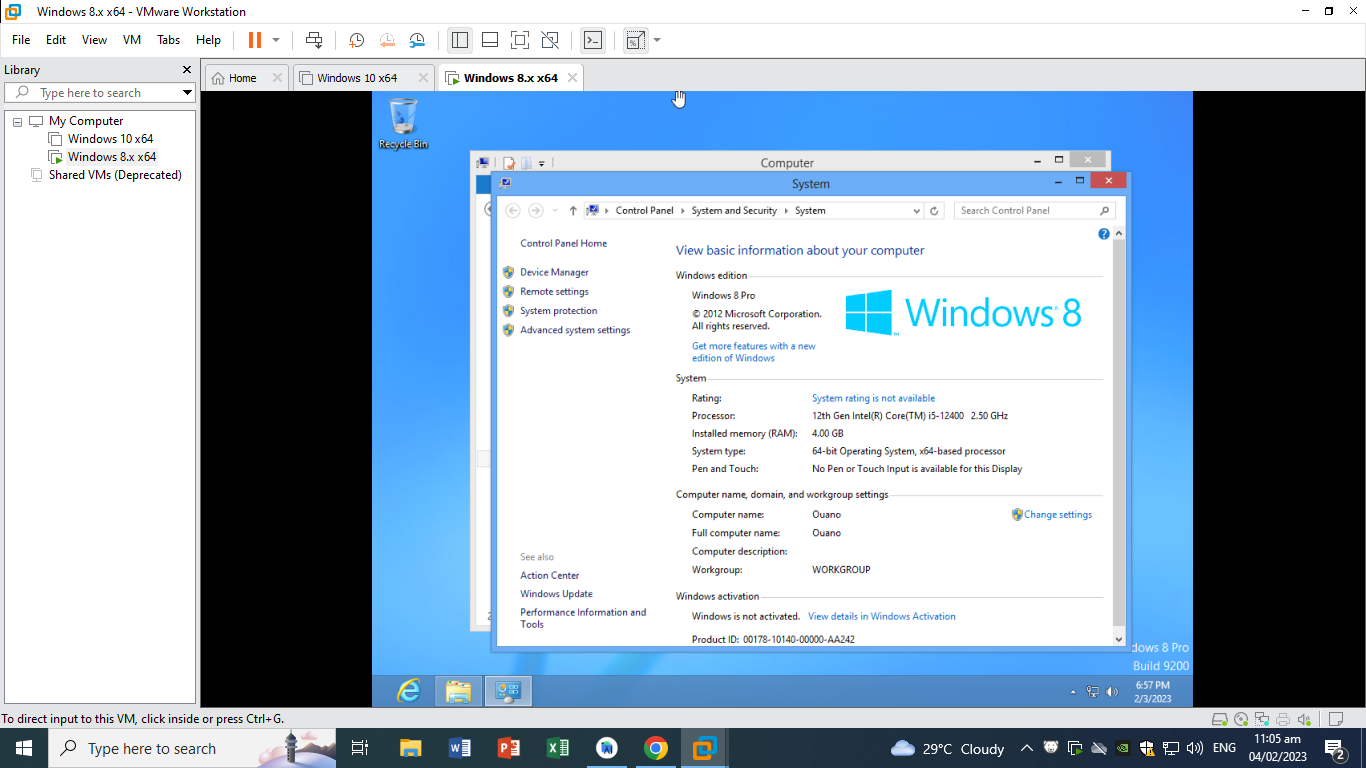 Windows 8.x x64 - VMware Workstation
File Edit View VM Tabs Help
Library
Type here to search
My Computer
Windows 10 x64
Windows 8.x x64
Shared VMs (Deprecated)
Home
Windows 10 x64
Windows 8.x x64
Recycle Bin
Computer
System
Control Panel System and Security System
Search Control Panel
Control Panel Home
Device Manager
Remote settings
System protection
Advanced system settings
See also
Action Center
Windows Update
Performance Information and
Tools
View basic information about your computer
Windows edition
Windows 8 Pro
© 2012 Microsoft Corporation.
All rights reserved.
Get more features with a new
edition of Windows
Windows 8
System
Rating: System rating is not available
Processor: 12th Gen Intel(R) Core(TM) i5-12400 2.50 GHz
Installed memory (RAM): 4.00 GB
System type: 64-bit Operating System, x64-based processor
Pen and Touch: No Pen or Touch Input is available for this Display
Computer name, domain, and workgroup settings
Computer name: Ouano
Change settings
Full computer name: Ouano
Computer description:
Workgroup: WORKGROUP
Windows activation
Windows is not activated. View details in Windows Activation
Product ID: 00178-10140-00000-AA242
dows 8 Pro
Build 9200
6:57 PM
2/3/2023
To direct input to this VM, click inside or press Ctrl+G.
Type here to search
29°C Cloudy
ENG
11:05 am
04/02/2023
2